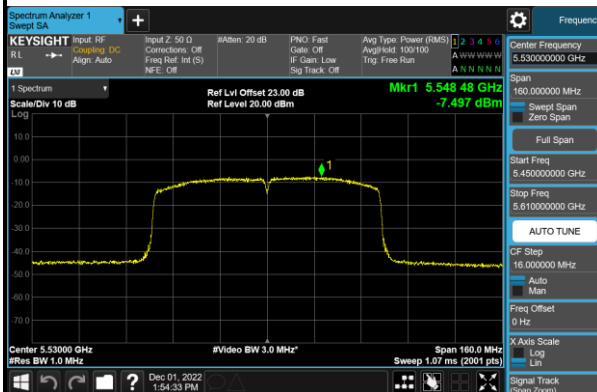 Spectrum Analyzer 1
Swept SA
+
Frequenc
KEYSIGHT
RL
LXI
Input: RF
Coupling: DC
Align: Auto
Input Z: 50 Ω
Corrections: Off
Freq Ref: Int (S)
NFE: Off
#Atten: 20 dB
PNO: Fast
Gate: Off
IF Gain: Low
Sig Track: Off
Avg Type: Power (RMS)
Avg|Hold: 100/100
Trig: Free Run
1 2 3 4 5 6
A W W W W W
A N N N N N
1 Spectrum
Scale/Div 10 dB
Log
Ref Lvl Offset 23.00 dB
Ref Level 20.00 dBm
Mkr1 5.548 48 GHz
-7.497 dBm
1
10.0
0.00
-10.0
-20.0
-30.0
-40.0
-50.0
-60.0
-70.0
Center 5.53000 GHz
#Res BW 1.0 MHz
#Video BW 3.0 MHz*
Span 160.0 MHz
Sweep 1.07 ms (2001 pts)
Center Frequency
5.530000000 GHz
Span
160.000000 MHz
Swept Span
Zero Span
Full Span
Start Freq
5.450000000 GHz
Stop Freq
5.610000000 GHz
AUTO TUNE
CF Step
16.000000 MHz
Auto
Man
Freq Offset
0 Hz
X Axis Scale
Log
Lin
Signal Track
(Span Zoom)
?
Dec 01, 2022
1:54:33 PM